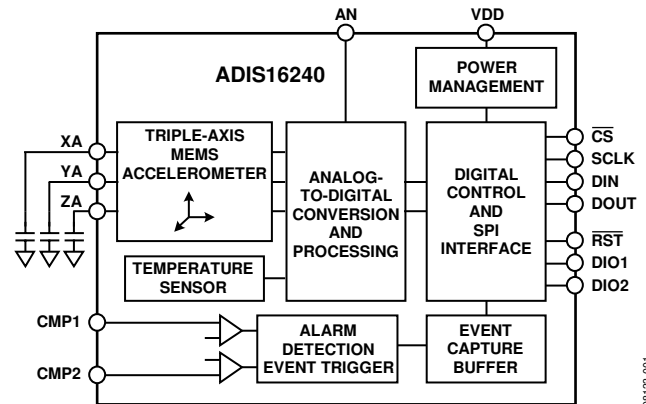 AN
VDD
ADIS16240
POWER
MANAGEMENT
XA
YA
ZA
TRIPLE-AXIS
MEMS
ACCELEROMETER
ANALOG-
TO-DIGITAL
CONVERSION
AND
PROCESSING
DIGITAL
CONTROL
AND
SPI
INTERFACE
CS
SCLK
DIN
DOUT
RST
DIO1
DIO2
TEMPERATURE
SENSOR
CMP1
CMP2
ALARM
DETECTION
EVENT TRIGGER
EVENT
CAPTURE
BUFFER